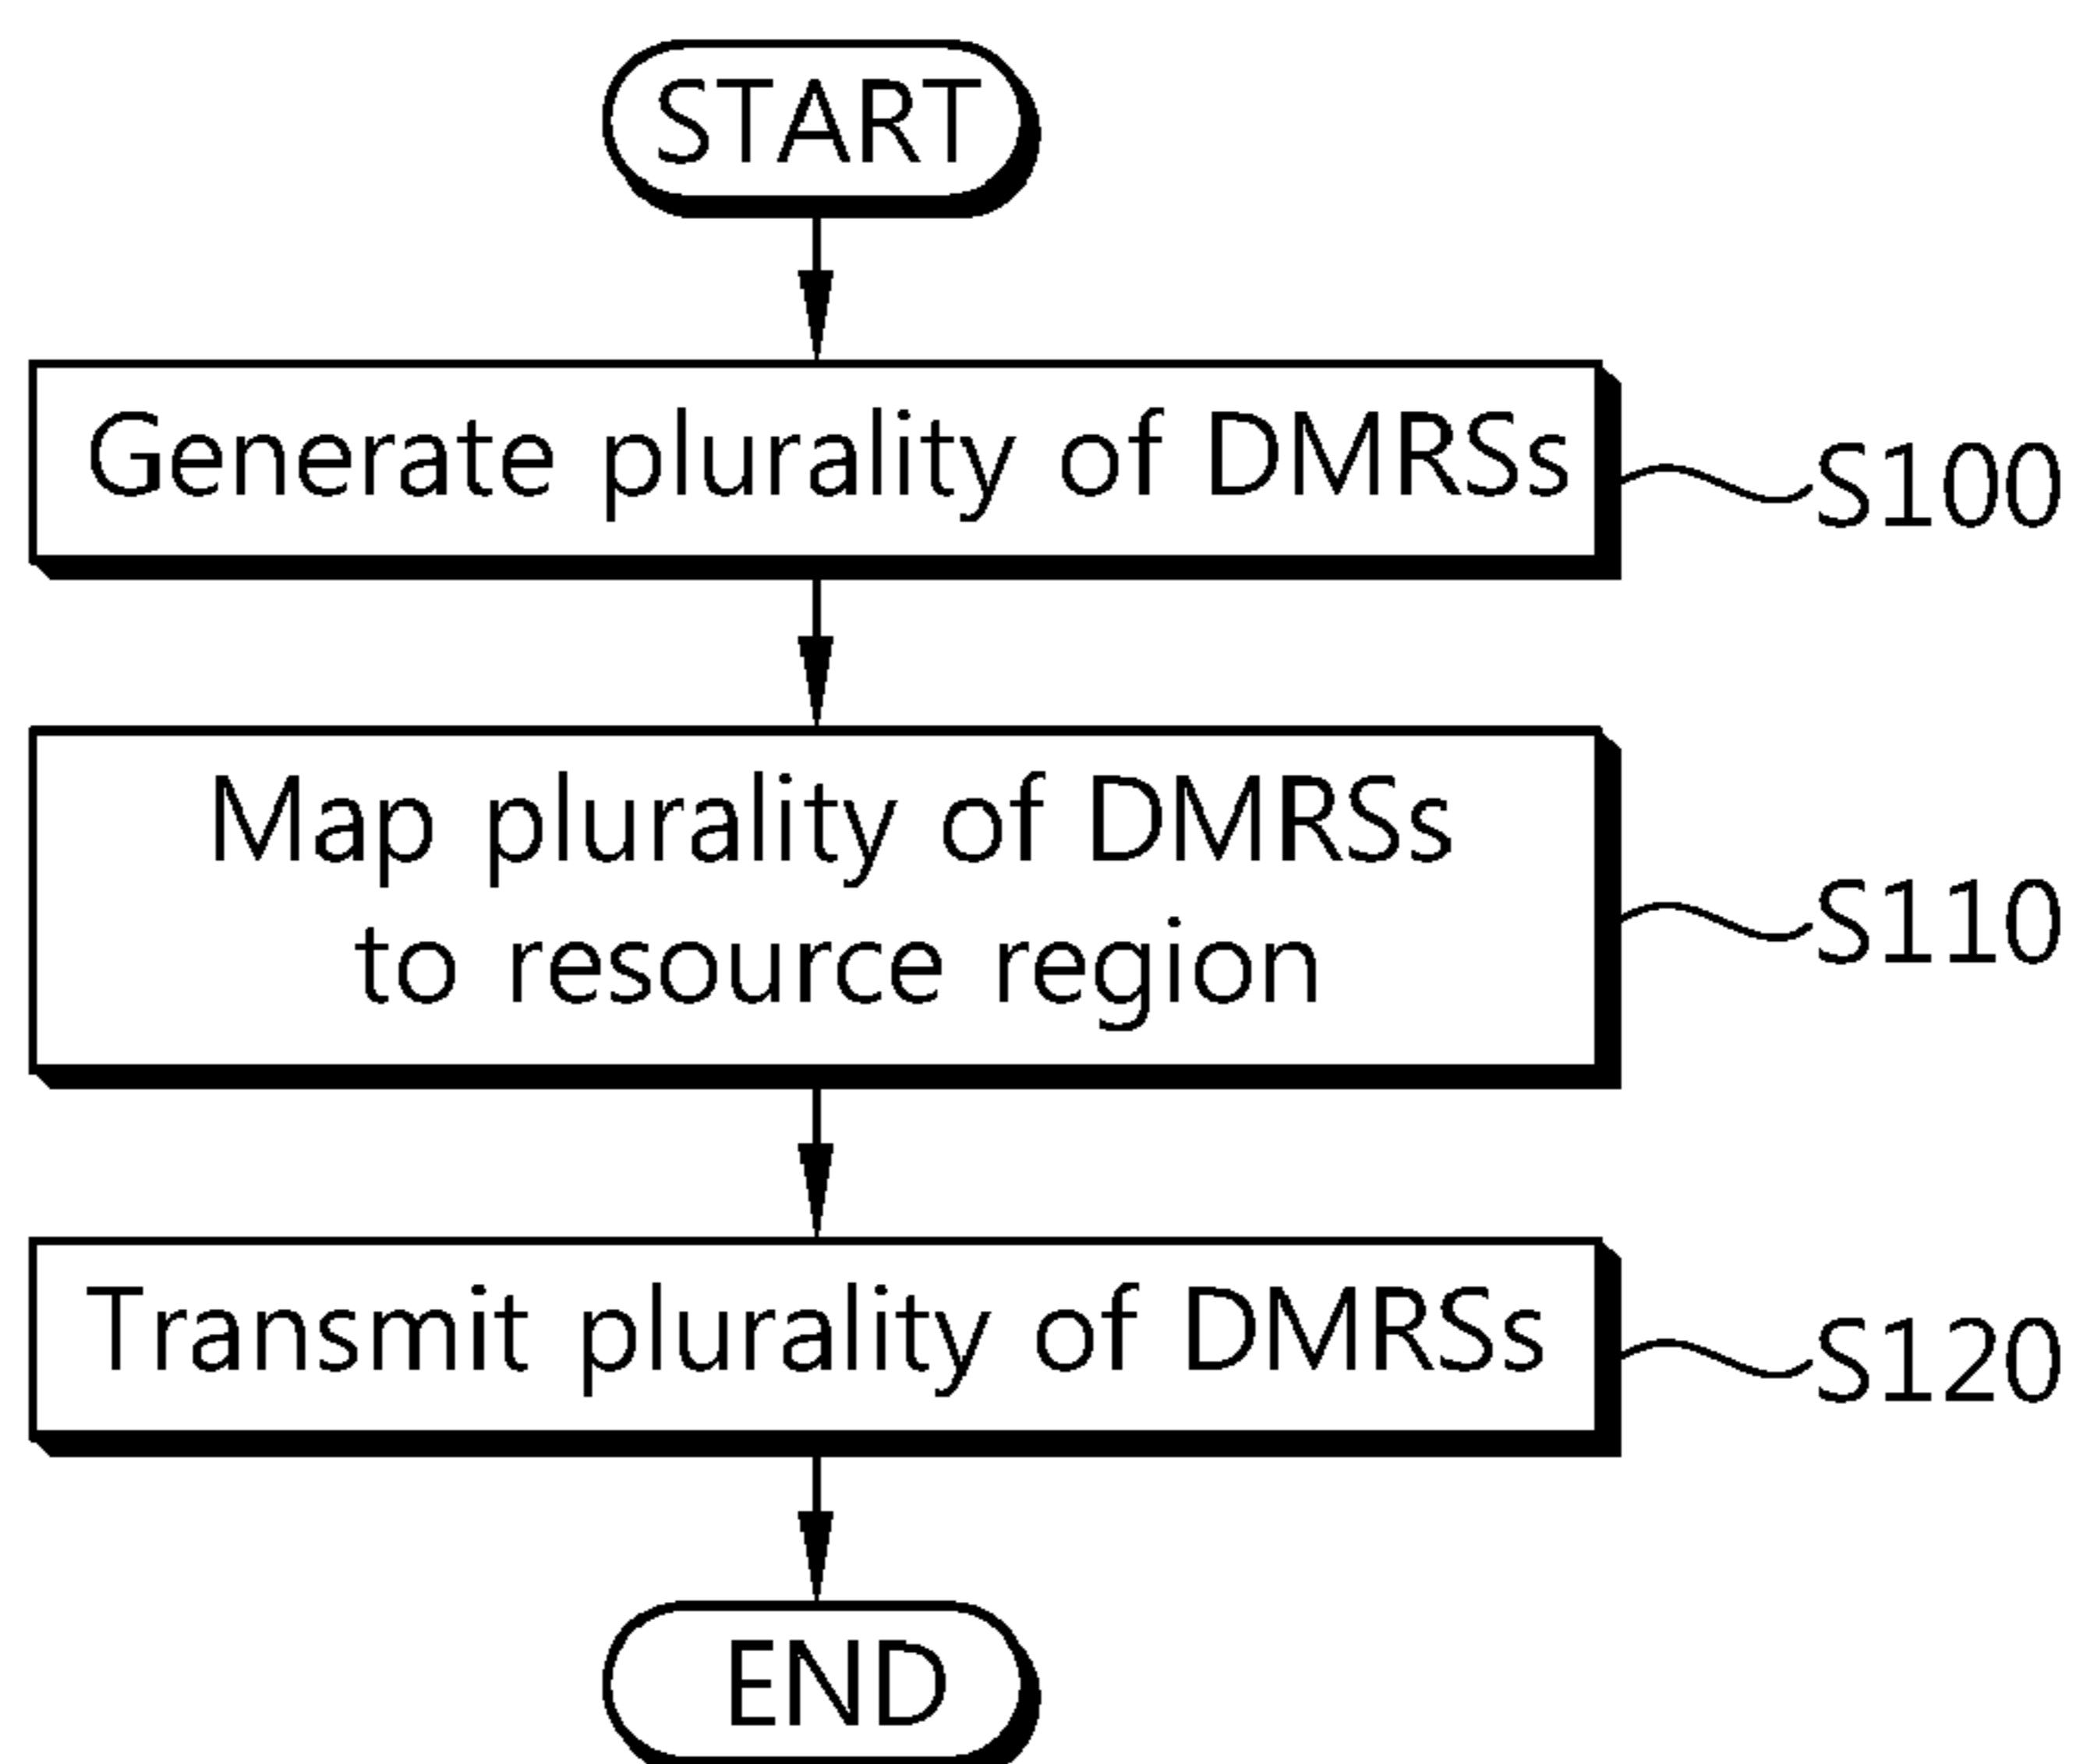 START
Generate plurality of DMRSs
S100
Map plurality of DMRSs
to resource region
S110
Transmit plurality of DMRSs
S120
END